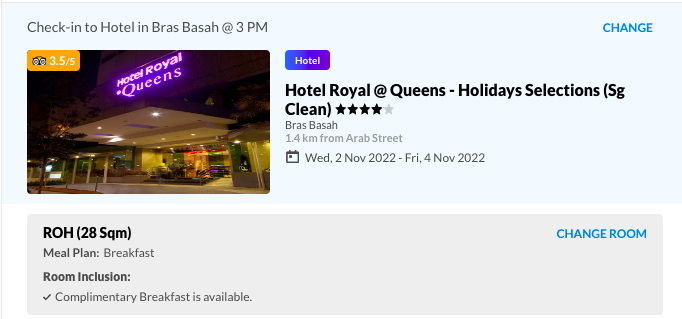 Check-in to Hotel in Bras Basah @ 3 PM
CHANGE
3.5/5
Hotel Royal
@Queens
Hotel
Hotel Royal @ Queens - Holidays Selections (Sg
Clean)
Bras Basah
1.4 km from Arab Street
Wed, 2 Nov 2022 - Fri, 4 Nov 2022
ROH (28 Sqm)
CHANGE ROOM
Meal Plan: Breakfast
Room Inclusion:
Complimentary Breakfast is available.